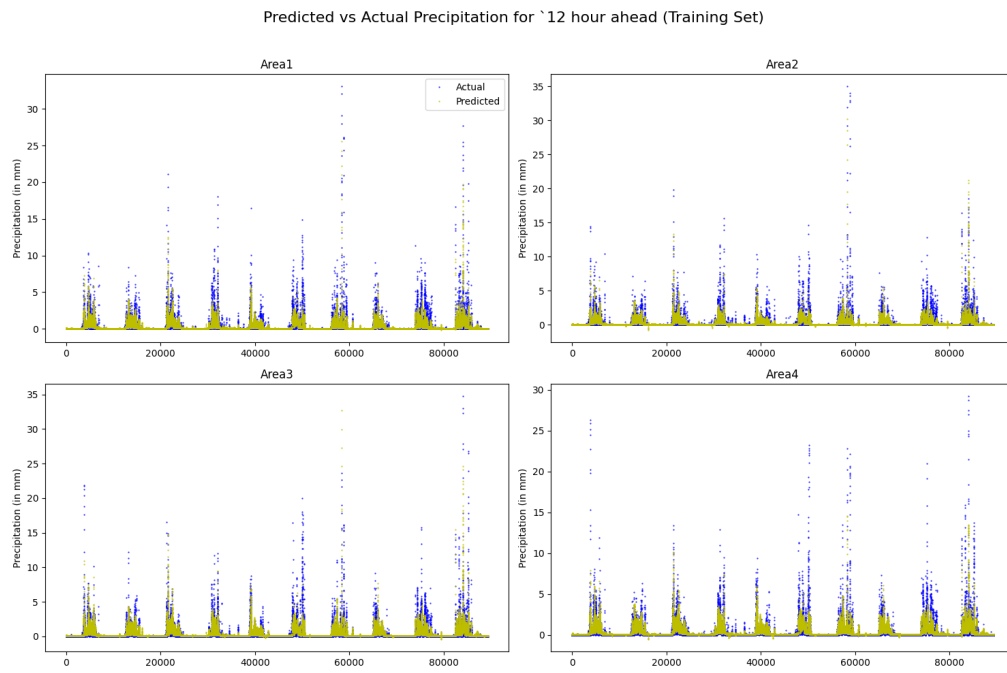 Predicted vs Actual Precipitation for `12 hour ahead (Training Set)
Area1
Precipitation (in mm)
30
25
20
15
10
5
0
0 20000 40000 60000 80000
Actual
Predicted
Area2
Precipitation (in mm)
35
30
25
20
15
10
5
0
0 20000 40000 60000 80000
Area3
Precipitation (in mm)
35
30
25
20
15
10
5
0
0 20000 40000 60000 80000
Area4
Precipitation (in mm)
30
25
20
15
10
5
0
0 20000 40000 60000 80000